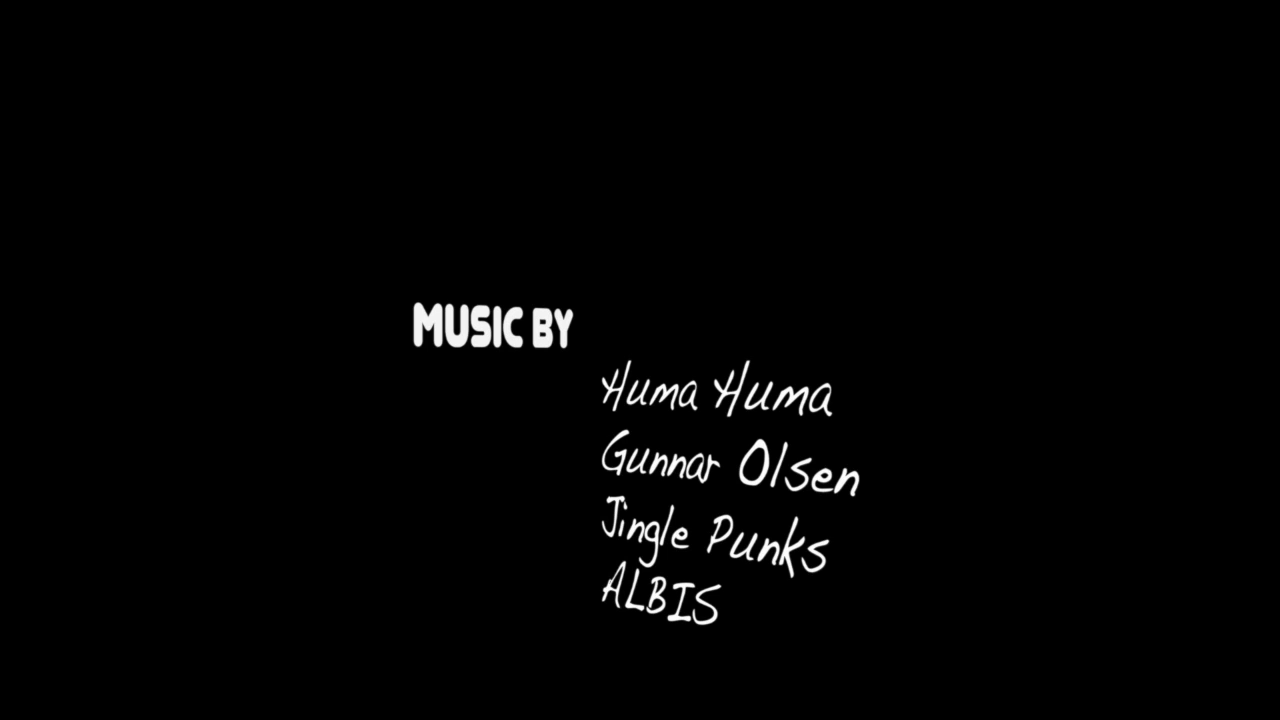 MUSIC BY
Huma Huma
Gunnar Olsen
Jingle Punks
ALBIS